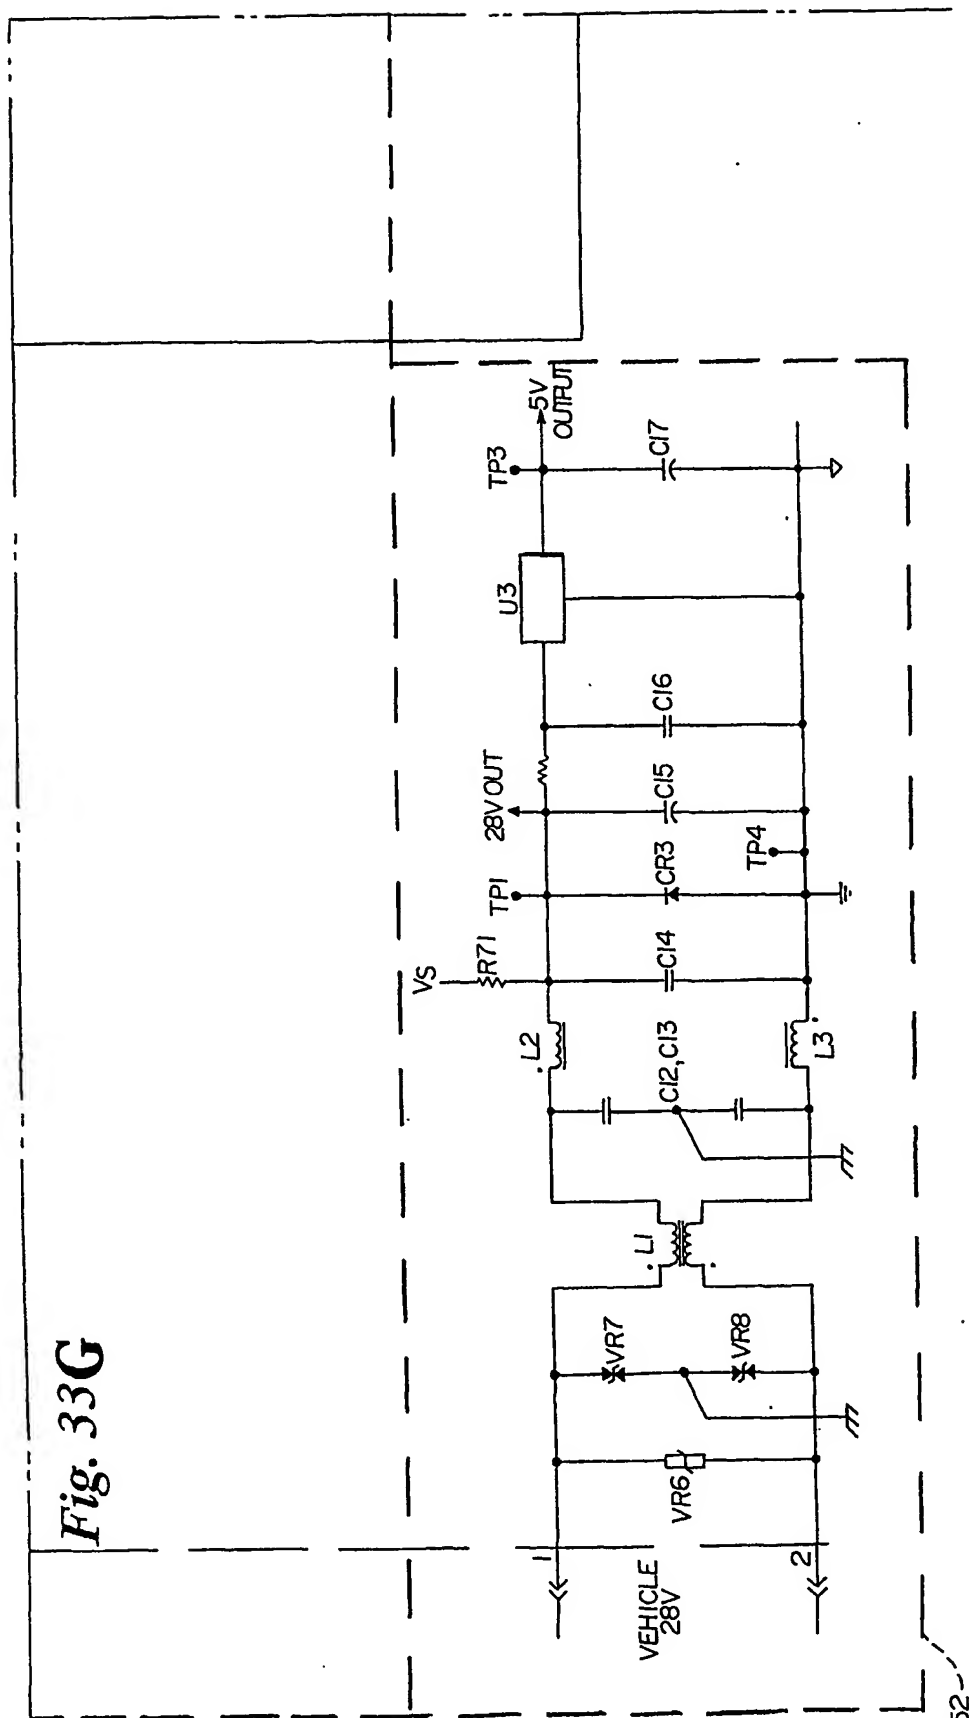 Fig. 33G
VS
R71
TP1
28V OUT
TP3
5V
OUTPUT
L2
U3
L1
C12, C13
C14
CR3
C15
C16
C17
TP4
L3
VR7
VR8
VR6
1
VEHICLE
28V
2
52